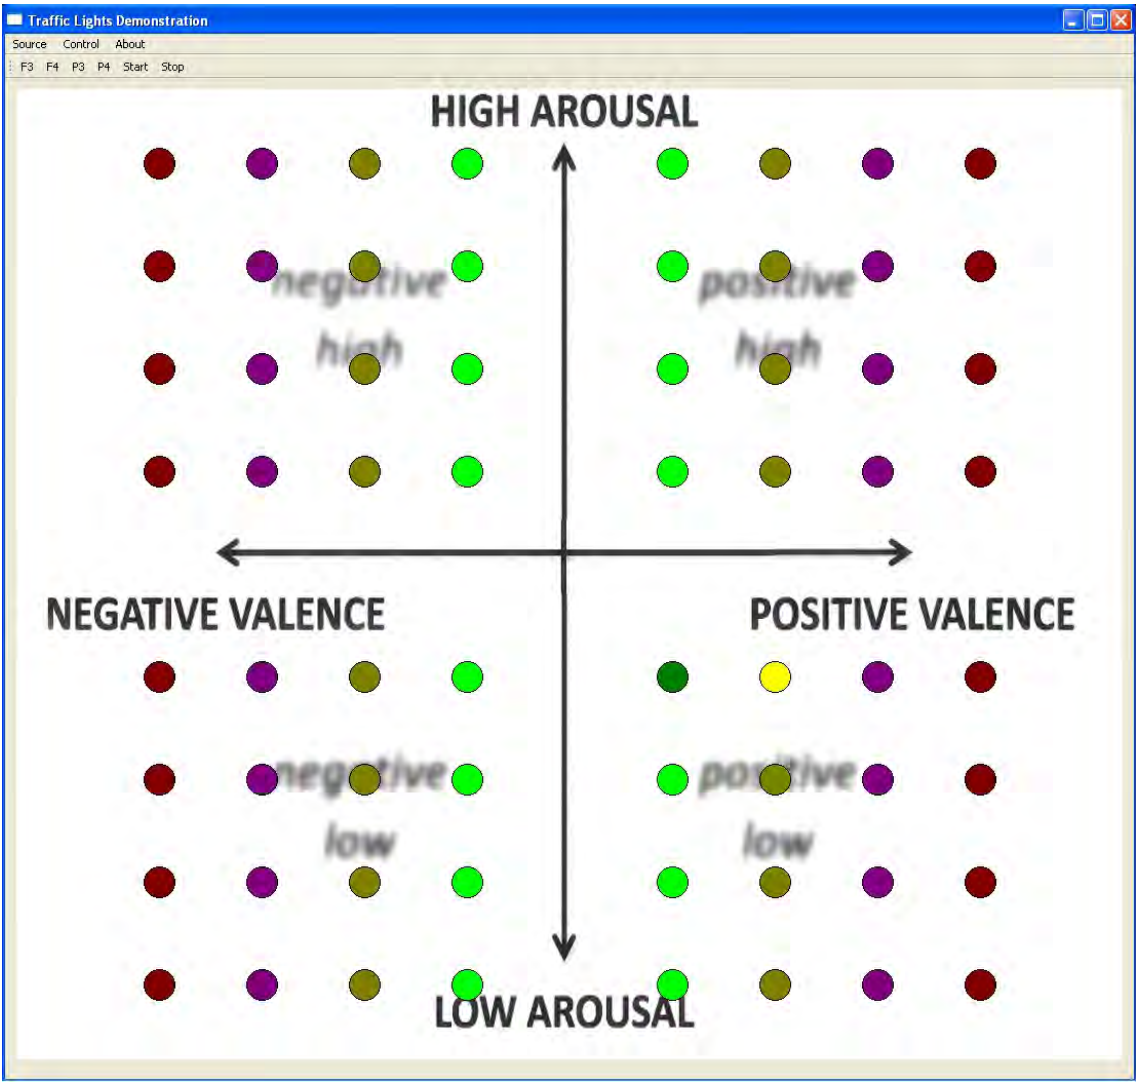 Traffic Lights Demonstration
Source Control About
F3 F4 P3 P4 Start Stop
HIGH AROUSAL
negative
high
positive
high
NEGATIVE VALENCE
POSITIVE VALENCE
negative
low
positive
low
LOW AROUSAL